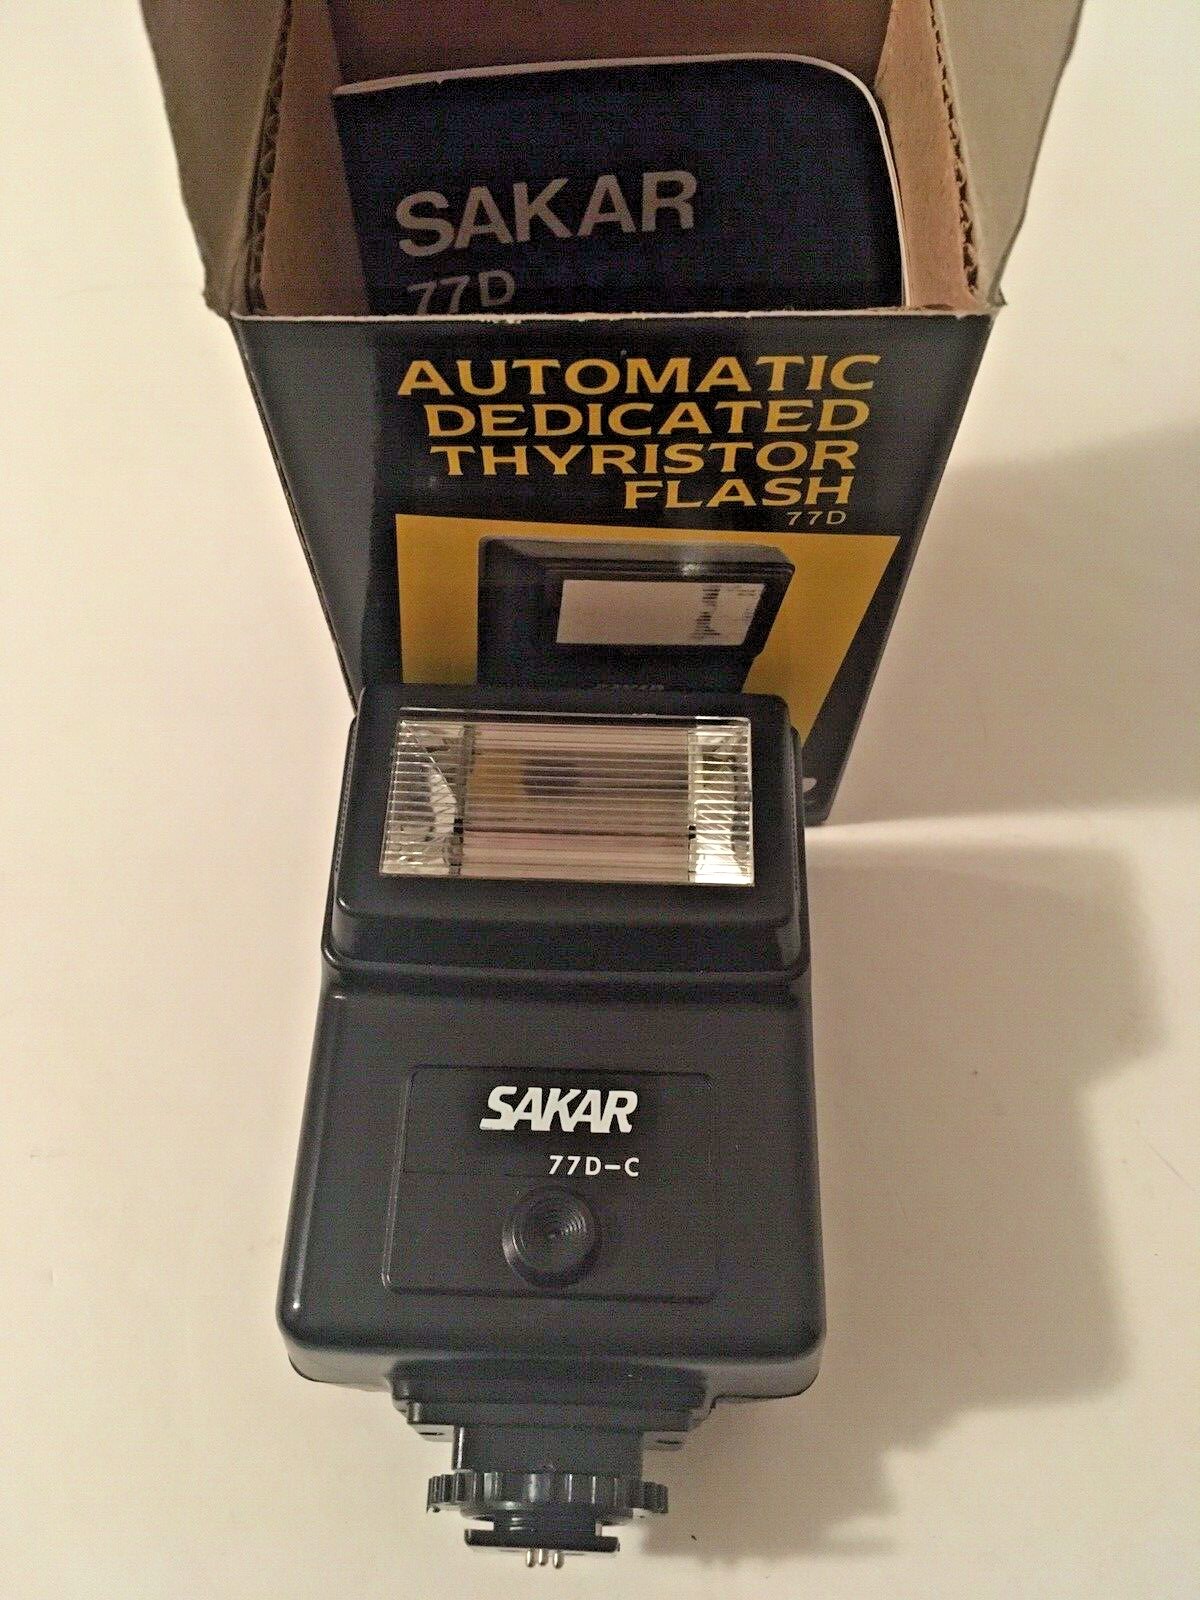 SAKAR
77D
AUTOMATIC
DEDICATED
THYRISTOR
FLASH
77D
SAKAR
77D-C